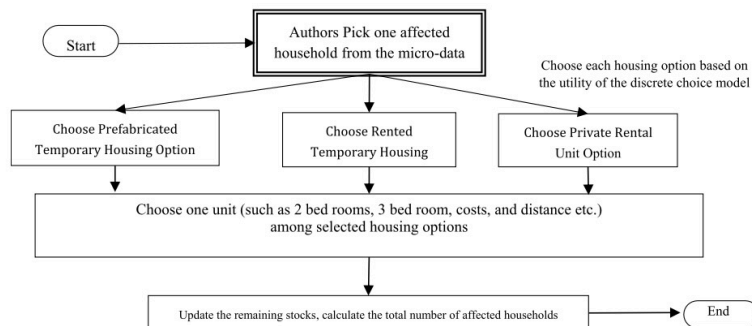 Start
Authors Pick one affected
household from the micro-data
Choose each housing option based on
the utility of the discrete choice model
Choose Prefabricated
Temporary Housing Option
Choose Rented
Temporary Housing
Choose Private Rental
Unit Option
Choose one unit (such as 2 bed rooms, 3 bed room, costs, and distance etc.)
among selected housing options
Update the remaining stocks, calculate the total number of affected households
End